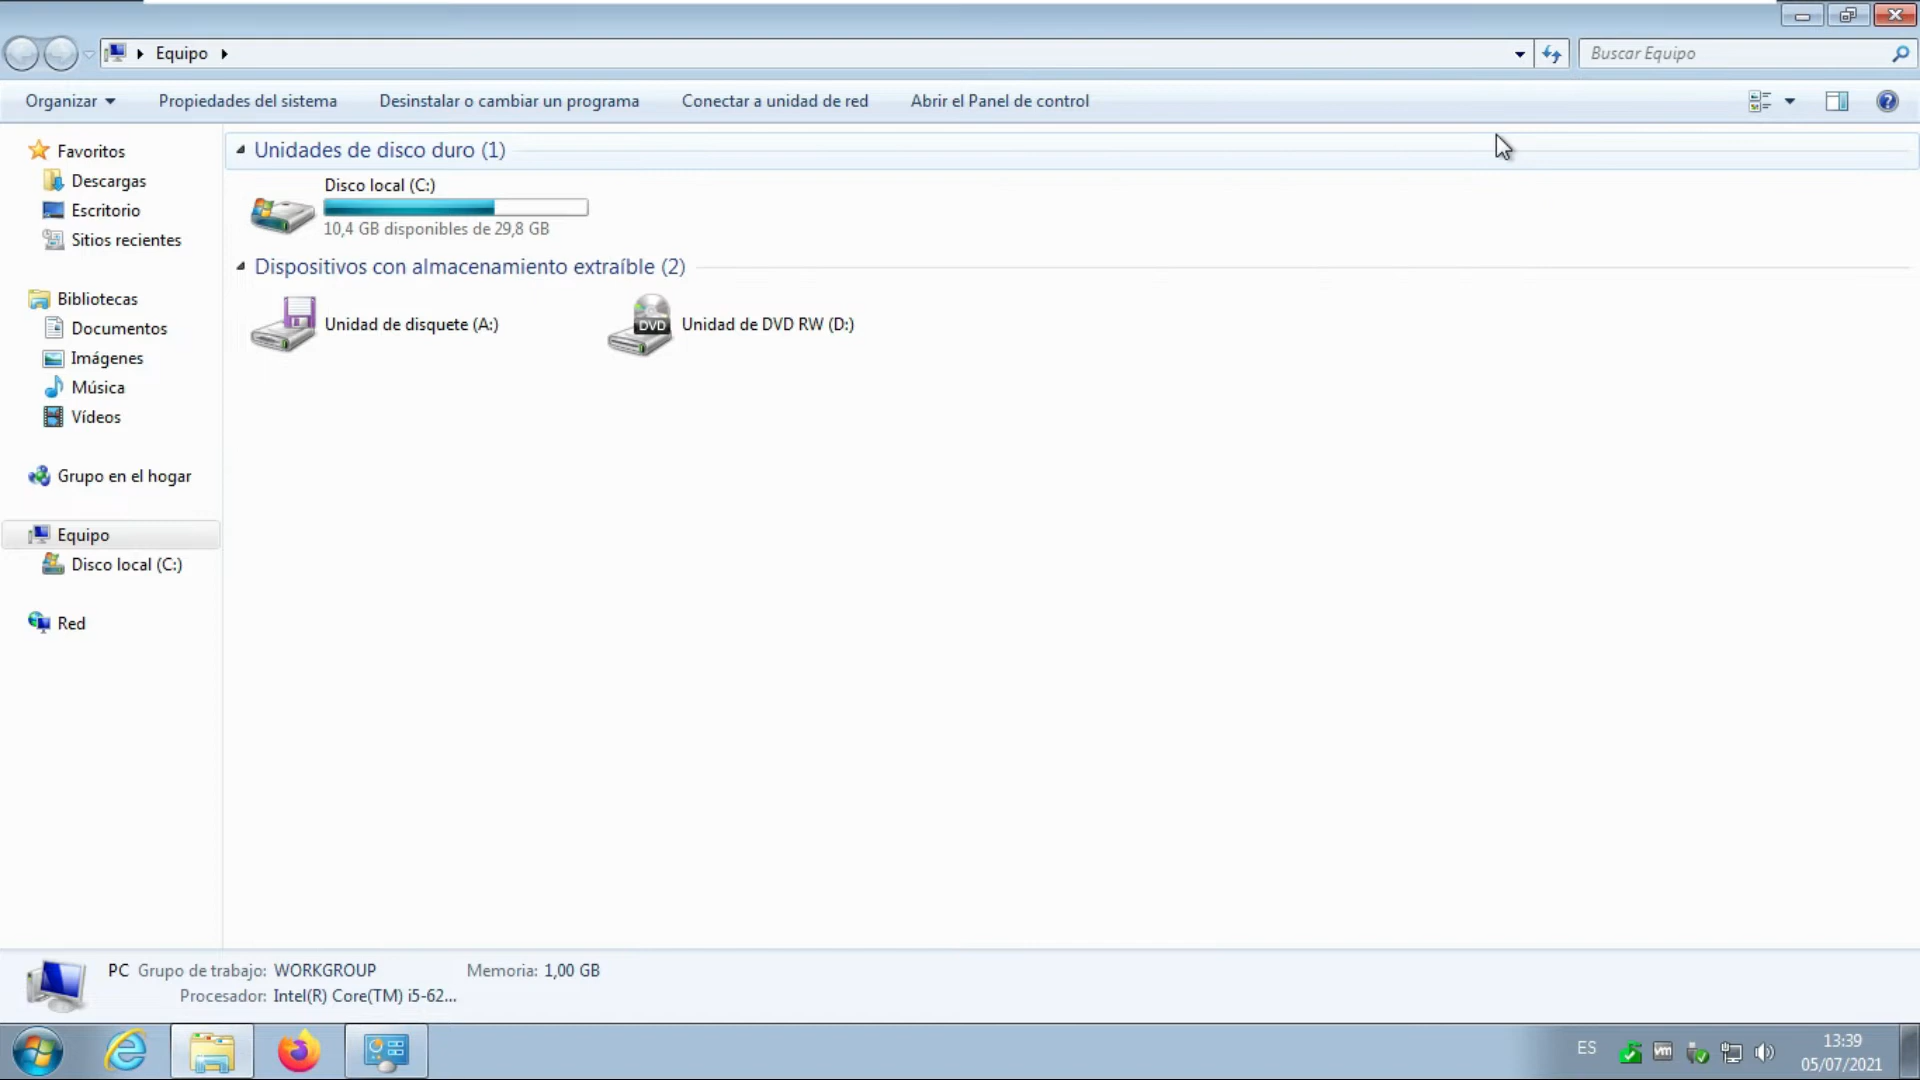 Equipo
Buscar Equipo
Organizar
Propiedades del sistema
Desinstalar o cambiar un programa
Conectar a unidad de red
Abrir el Panel de control
Favoritos
Descargas
Escritorio
Sitios recientes
Bibliotecas
Documentos
Imágenes
Música
Vídeos
Grupo en el hogar
Equipo
Disco local (C:)
Red
Unidades de disco duro (1)
Disco local (C:)
10,4 GB disponibles de 29,8 GB
Dispositivos con almacenamiento extraíble (2)
Unidad de disquete (A:)
DVD
Unidad de DVD RW (D:)
PC Grupo de trabajo: WORKGROUP Memoria: 1,00 GB
Procesador: Intel(R) Core(TM) i5-62...
ES
vm
13:39
05/07/2021